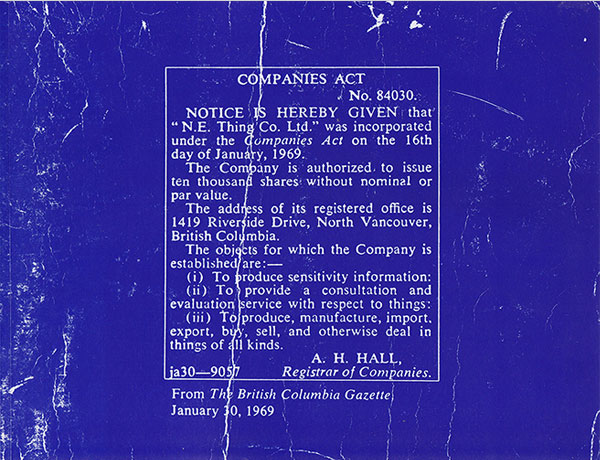 COMPANIES ACT
No. 84030.
NOTICE IS HEREBY GIVEN that
"N.E. Thing Co. Ltd." was incorporated
under the Companies Act on the 16th
day of January, 1969.
The Company is authorized to issue
ten thousand shares without nominal or
par value.
The address of its registered office is
1419 Riverside Drive, North Vancouver,
British Columbia.
The objects for which the Company is
established are:—
(i) To produce sensitivity information:
(ii) To provide a consultation and
evaluation service with respect to things:
(iii) To produce, manufacture, import,
export, buy, sell, and otherwise deal in
things of all kinds.
A. H. HALL,
ja30—9057 Registrar of Companies.
From The British Columbia Gazette
January 30, 1969